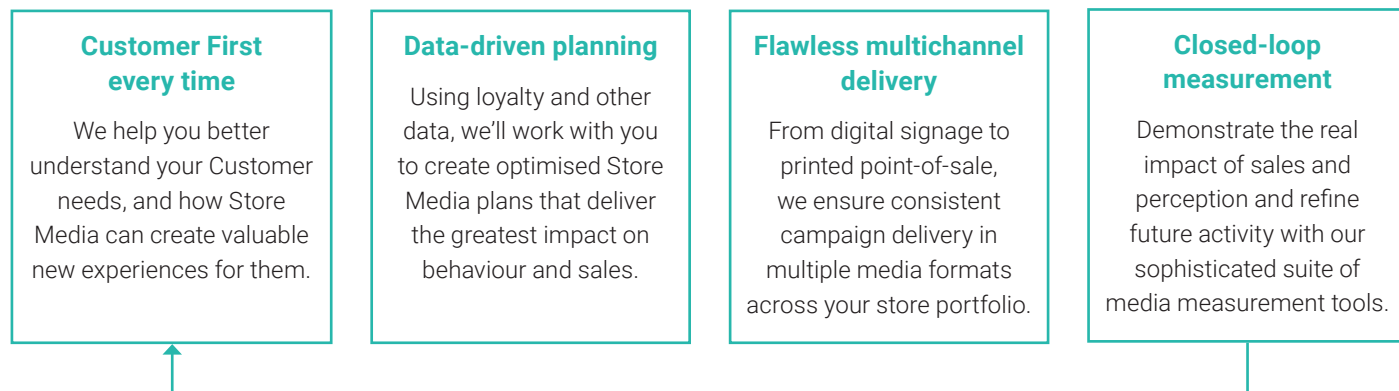 Customer First
every time
We help you better
understand your Customer
needs, and how Store
Media can create valuable
new experiences for them.
Data-driven planning
Using loyalty and other
data, we’ll work with you
to create optimised Store
Media plans that deliver
the greatest impact on
behaviour and sales.
Flawless multichannel
delivery
From digital signage to
printed point-of-sale,
we ensure consistent
campaign delivery in
multiple media formats
across your store portfolio.
Closed-loop
measurement
Demonstrate the real
impact of sales and
perception and refine
future activity with our
sophisticated suite of
media measurement tools.